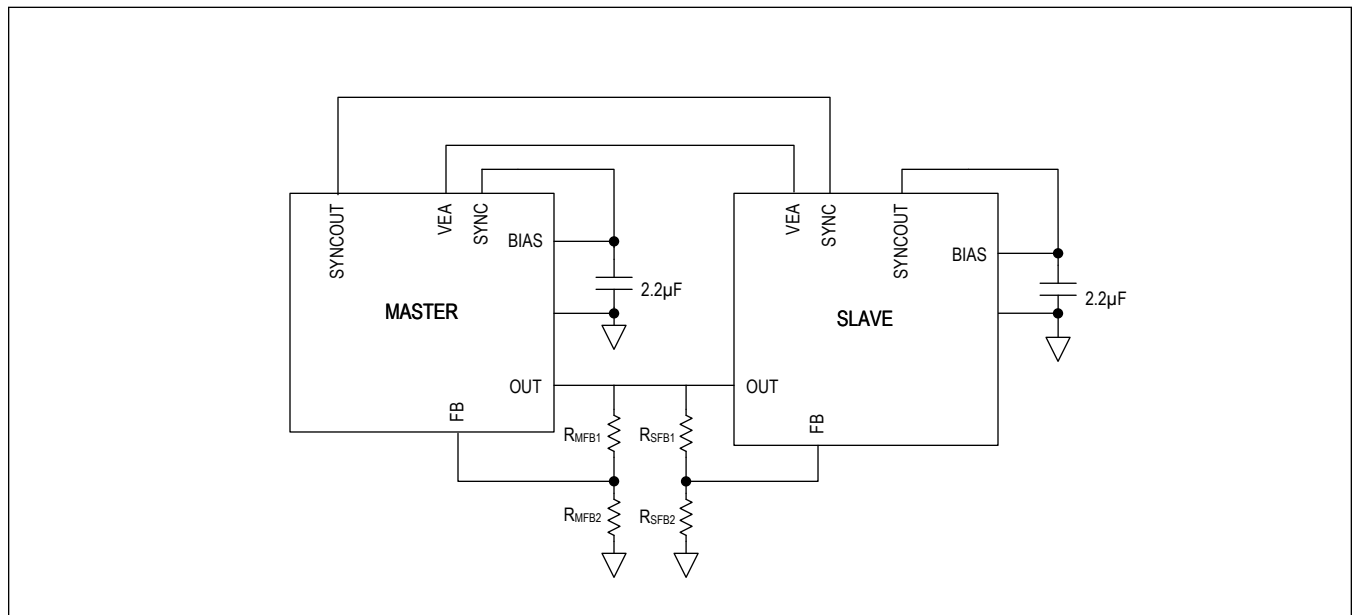 SYNCOUT
VEA
SYNC
BIAS
2.2µF
MASTER
OUT
FB
VEA
SYNC
SYNCOUT
BIAS
2.2µF
SLAVE
OUT
FB
RMFB1
RSFB1
RMFB2
RSFB2